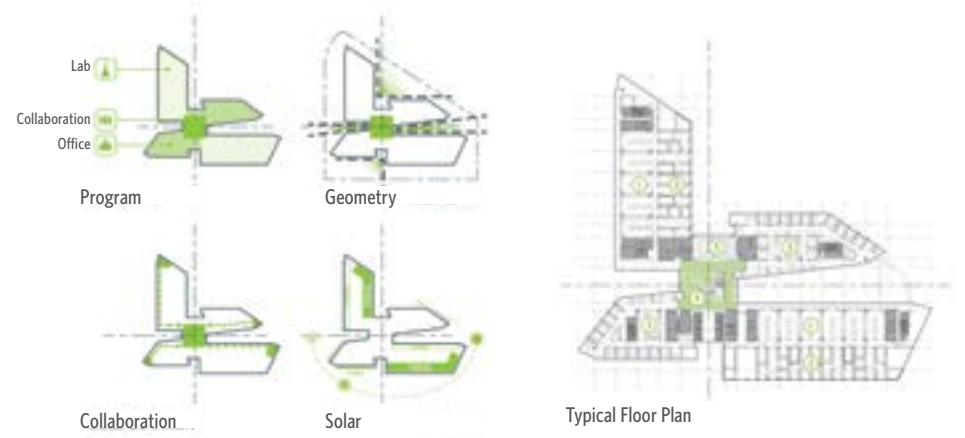 Lab
Collaboration
Office
Program
Geometry
Collaboration
Solar
Typical Floor Plan